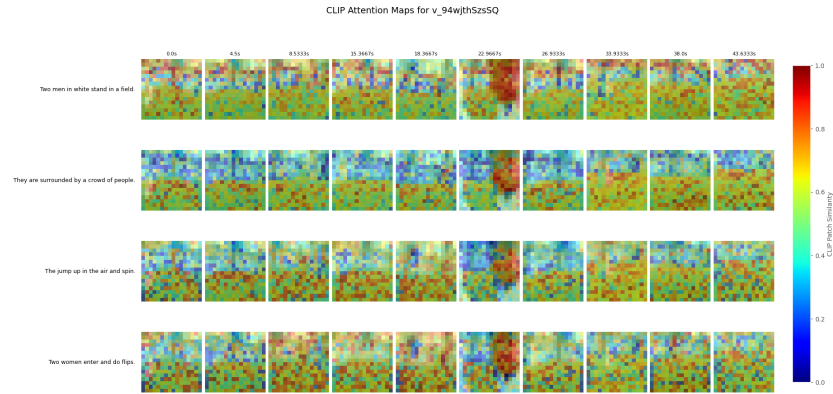 CLIP Attention Maps for v_94wjthSzsSQ
0.0s 4.5s 8.5333s 15.3667s 18.3667s 22.9667s 26.9333s 33.9333s 38.0s 43.6333s
Two men in white stand in a field.
They are surrounded by a crowd of people.
The jump up in the air and spin.
Two women enter and do flips.
1.0
0.8
0.6
0.4
0.2
0.0
CLIP Patch Similarity